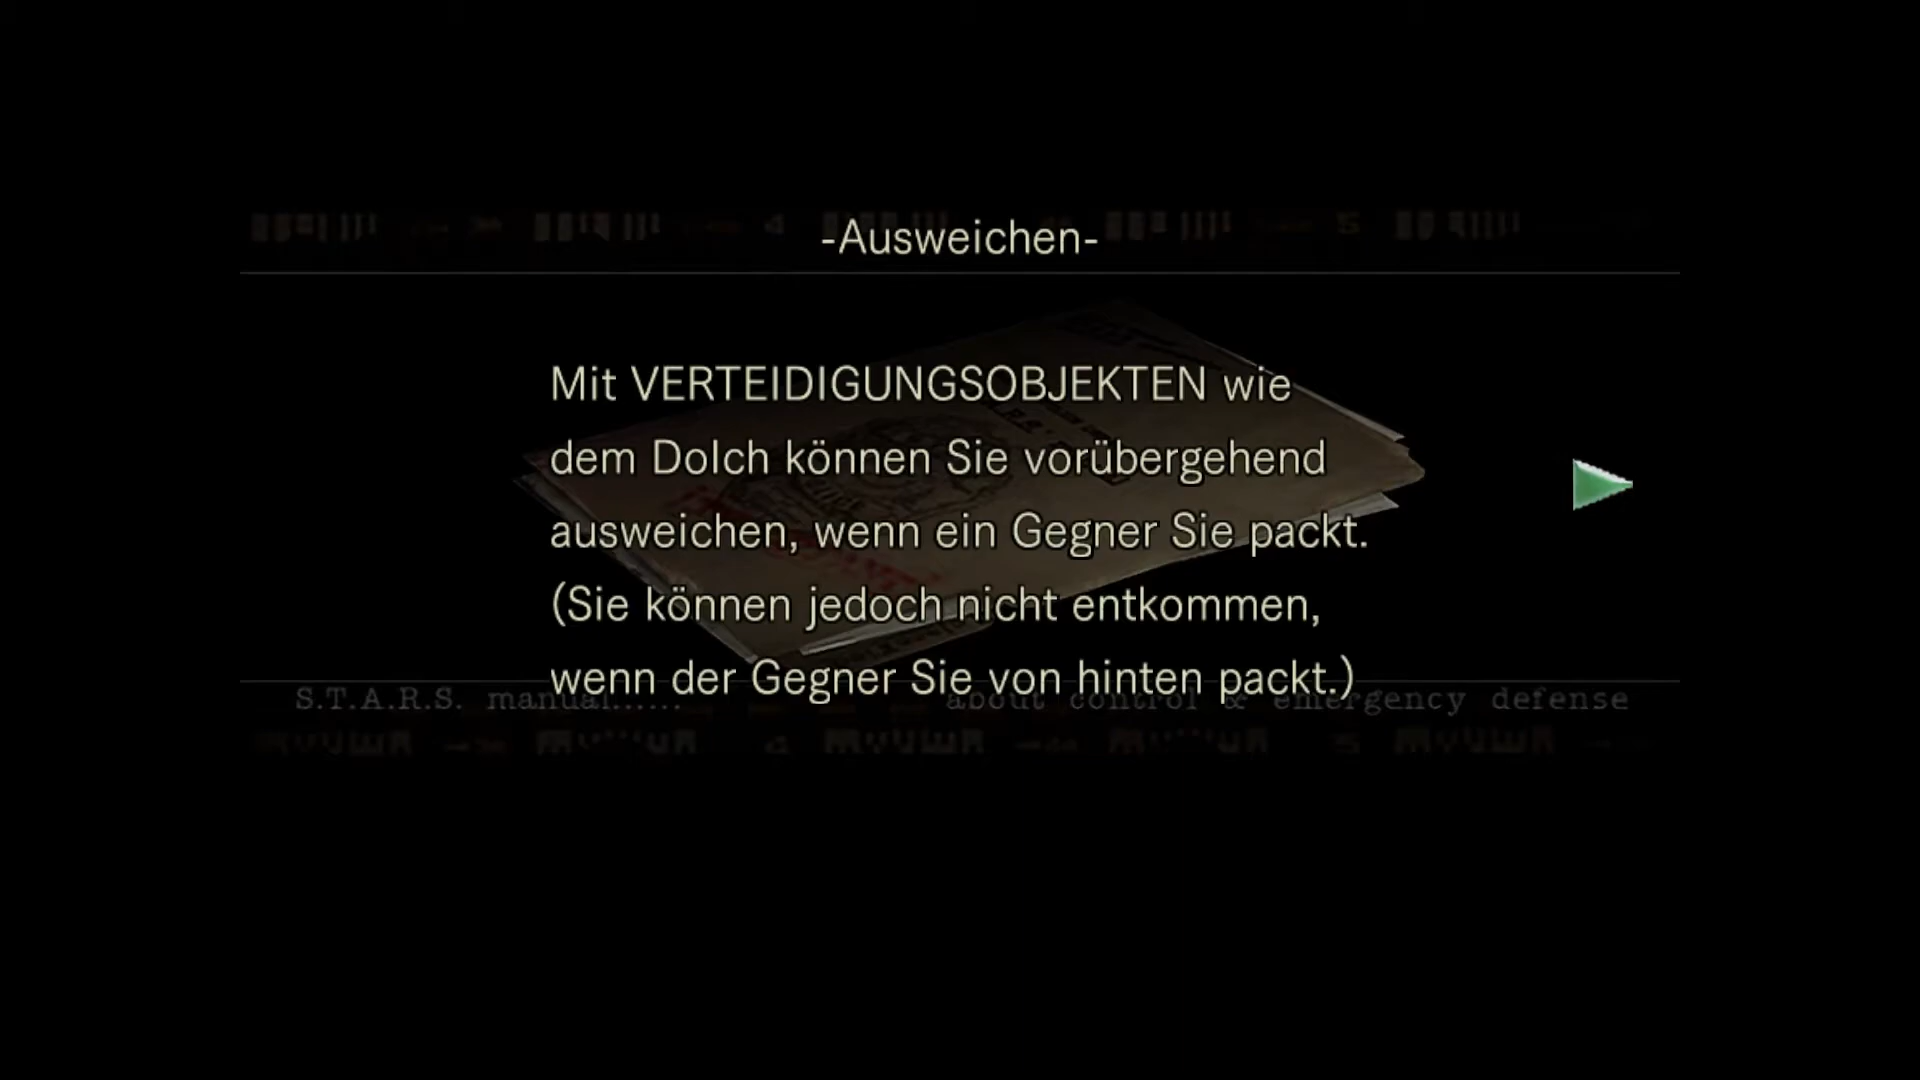 -Ausweichen-
Mit VERTEIDIGUNGSOBJEKTEN wie
dem Dolch können Sie vorübergehend
ausweichen, wenn ein Gegner Sie packt.
(Sie können jedoch nicht entkommen,
wenn der Gegner Sie von hinten packt.)
S.T.A.R.S. manual...... about control & emergency defense